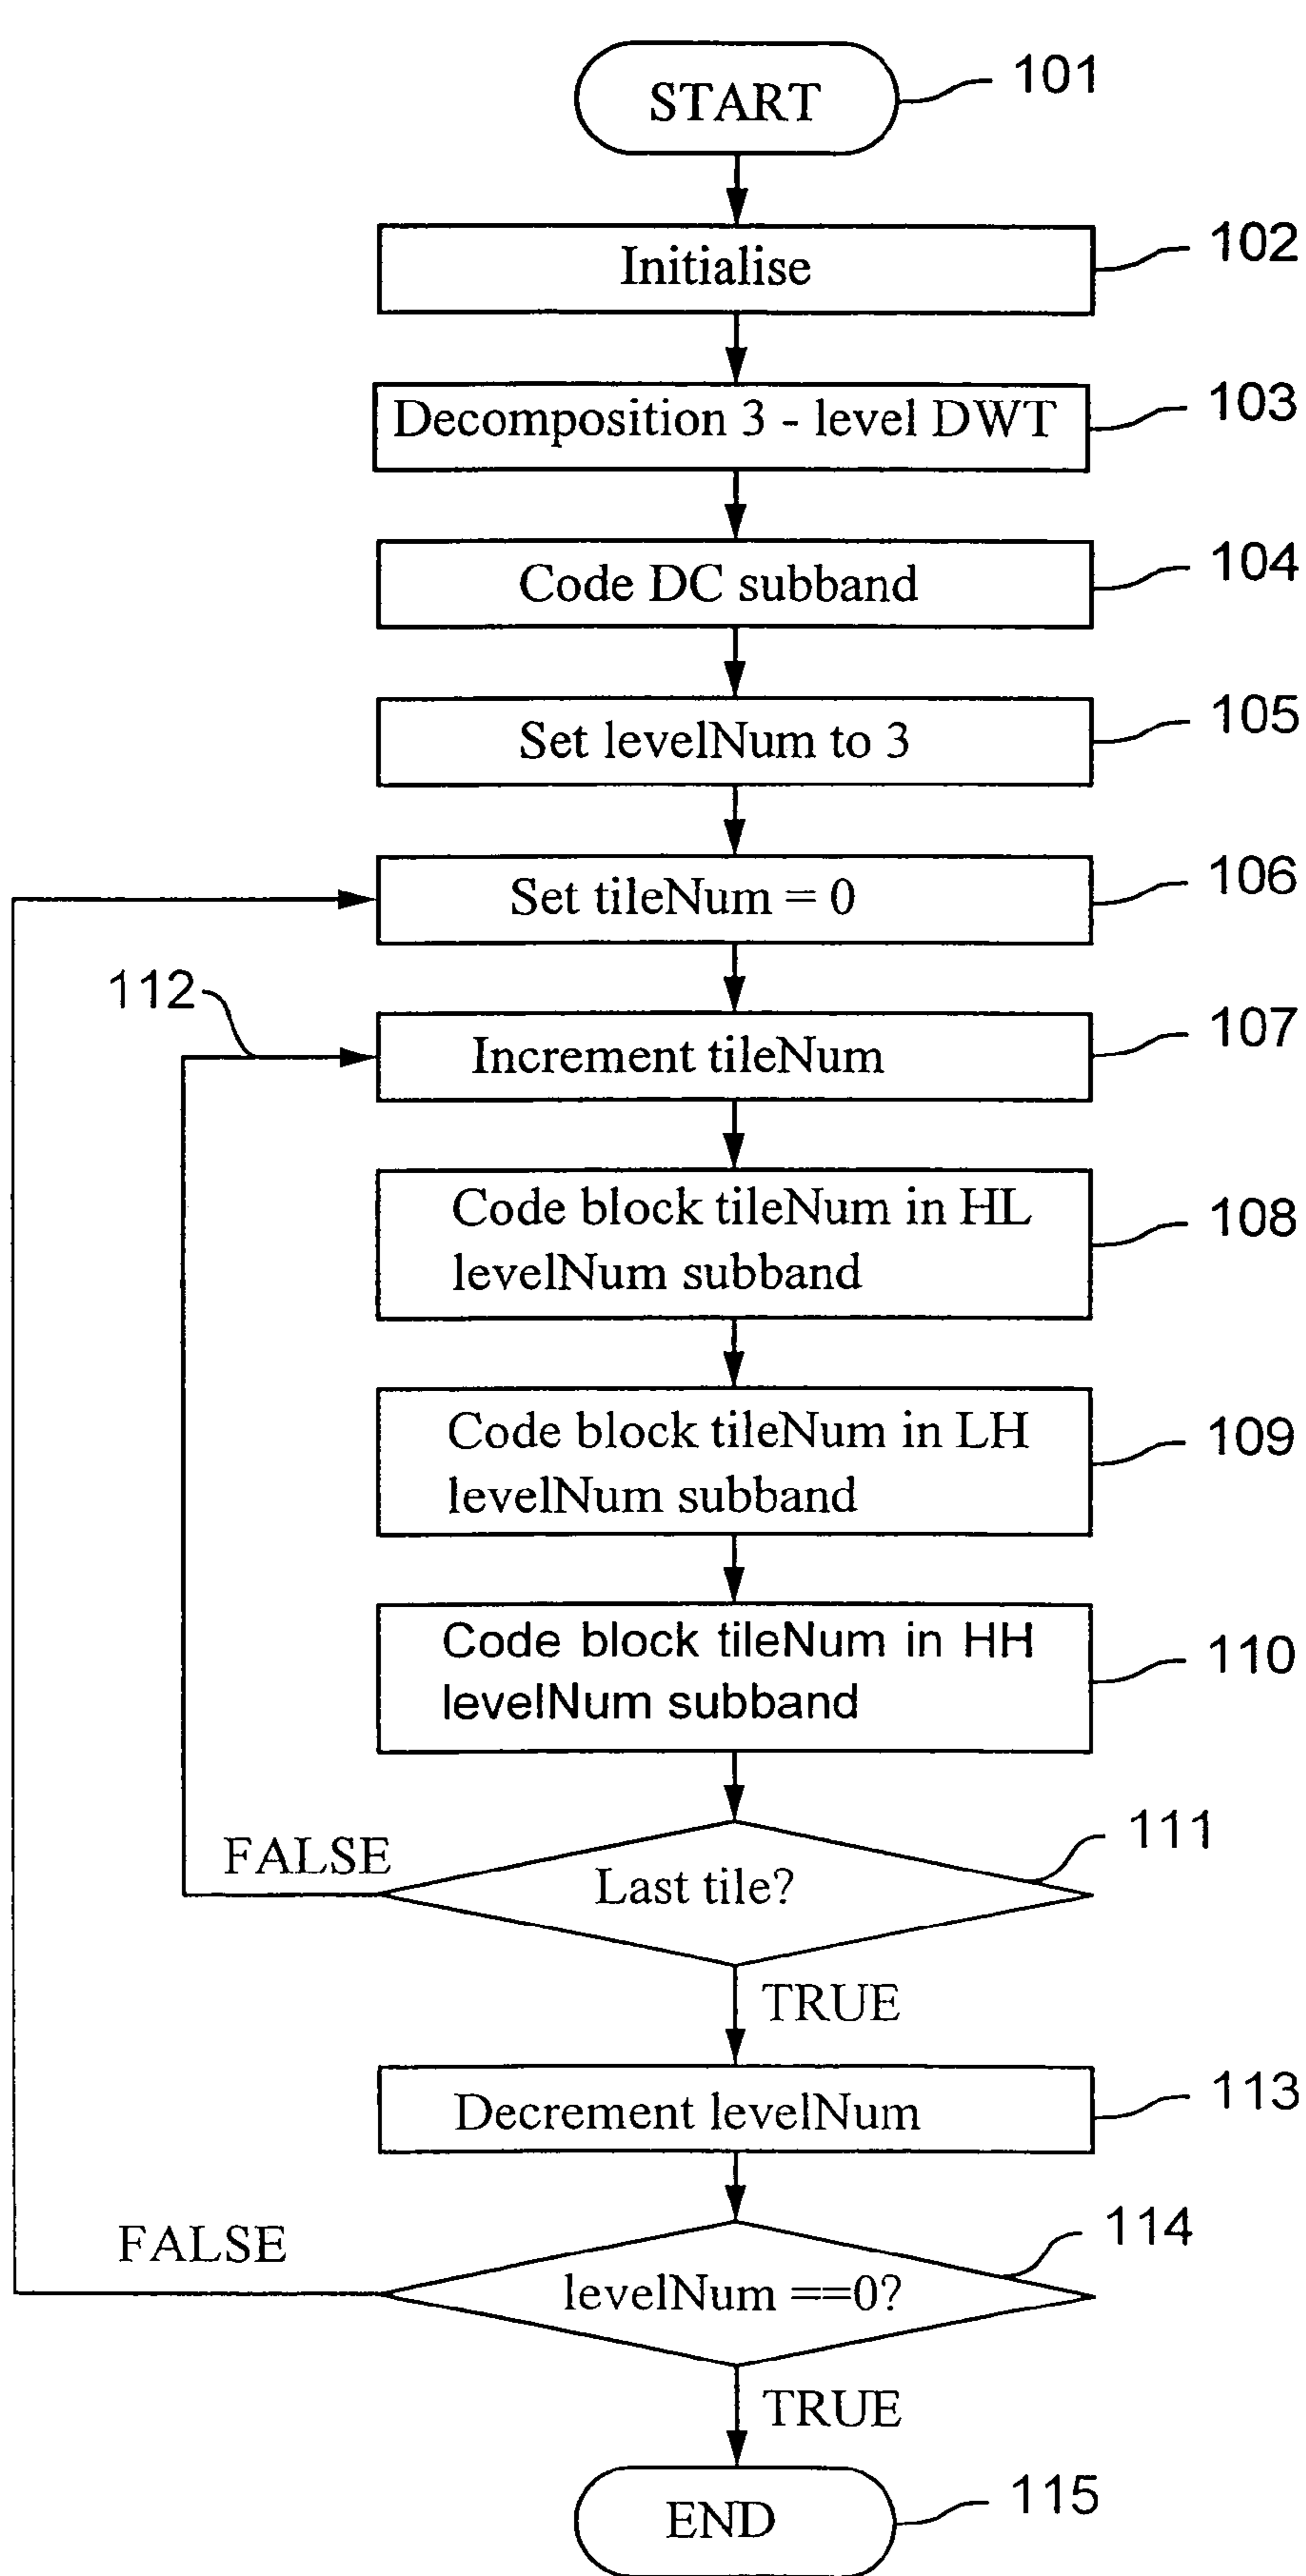 START
101
Initialise
102
Decomposition 3 - level DWT
103
Code DC subband
104
Set levelNum to 3
105
Set tileNum = 0
106
112
Increment tileNum
107
Code block tileNum in HL
levelNum subband
108
Code block tileNum in LH
levelNum subband
109
Code block tileNum in HH
levelNum subband
110
FALSE
Last tile?
111
TRUE
Decrement levelNum
113
FALSE
levelNum ==0?
114
TRUE
END
115